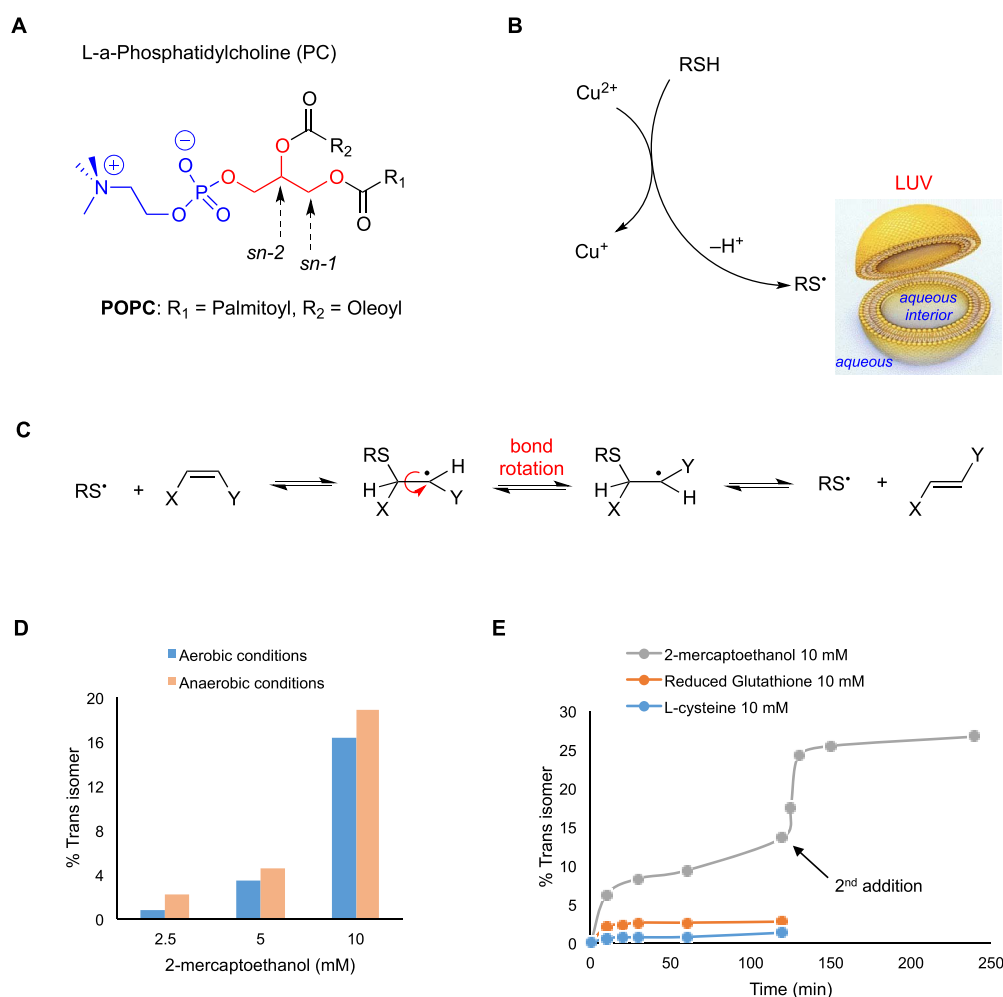 A
L-a-Phosphatidylcholine (PC)
O
R2
O
O
R1
O
O
P
O
O
N
sn-2
sn-1
POPC: R1 = Palmitoyl, R2 = Oleoyl
B
RSH
Cu2+
Cu+
–H+
RS•
LUV
aqueous
interior
aqueous
C
RS•
+
X
Y
RS
H
X
•
H
Y
bond
rotation
RS
H
X
•
Y
H
RS•
+
X
Y
D
Aerobic conditions
Anaerobic conditions
% Trans isomer
20
16
12
8
4
0
2.5
5
10
2-mercaptoethanol (mM)
E
2-mercaptoethanol 10 mM
Reduced Glutathione 10 mM
L-cysteine 10 mM
% Trans isomer
30
25
20
15
10
5
0
2nd addition
0
50
100
150
200
250
Time (min)